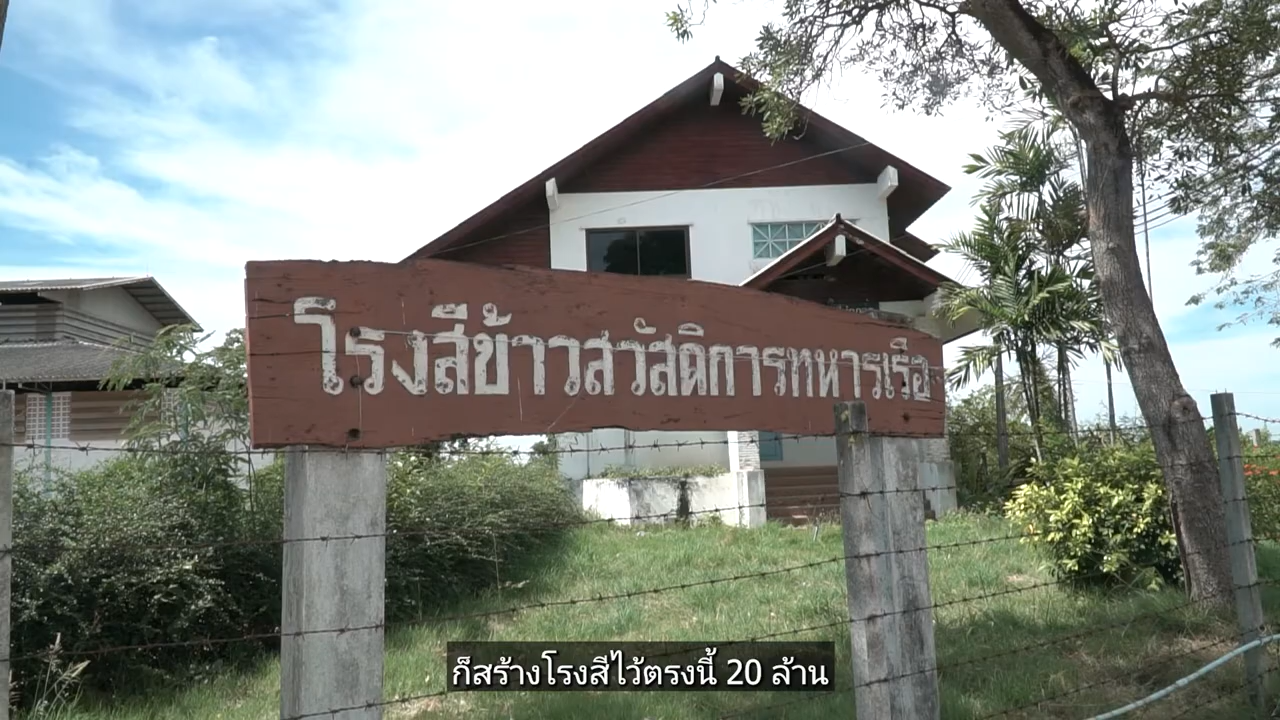 โรงสีข้าวสวัสดิการทหารเรือ
ก็สร้างโรงสีไว้ตรงนี้ 20 ล้าน